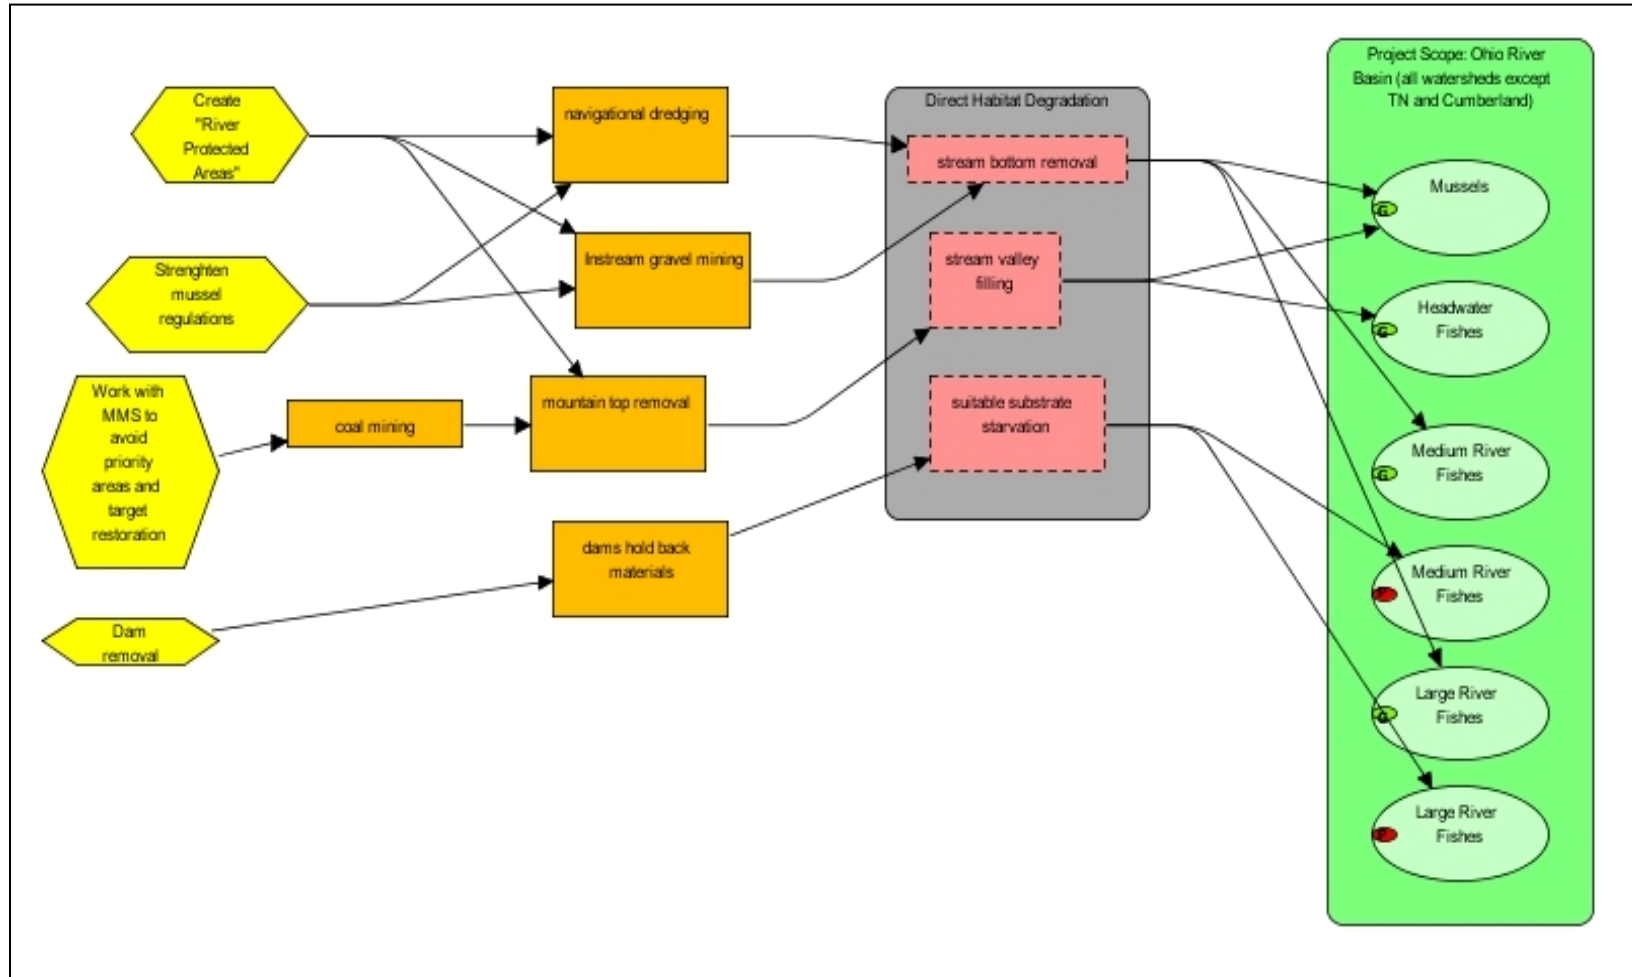 Create
"River
Protected
Areas"
Strenghten
mussel
regulations
Work with
MMS to
avoid
priority
areas and
target
restoration
Dam
removal
coal mining
navigational dredging
Instream gravel mining
mountain top removal
dams hold back
materials
Direct Habitat Degradation
stream bottom removal
stream valley
filling
suitable substrate
starvation
Project Scope: Ohio River
Basin (all watersheds except
TN and Cumberland)
Mussels
G
Headwater
Fishes
G
Medium River
Fishes
G
Medium River
Fishes
P
Large River
Fishes
G
Large River
Fishes
P